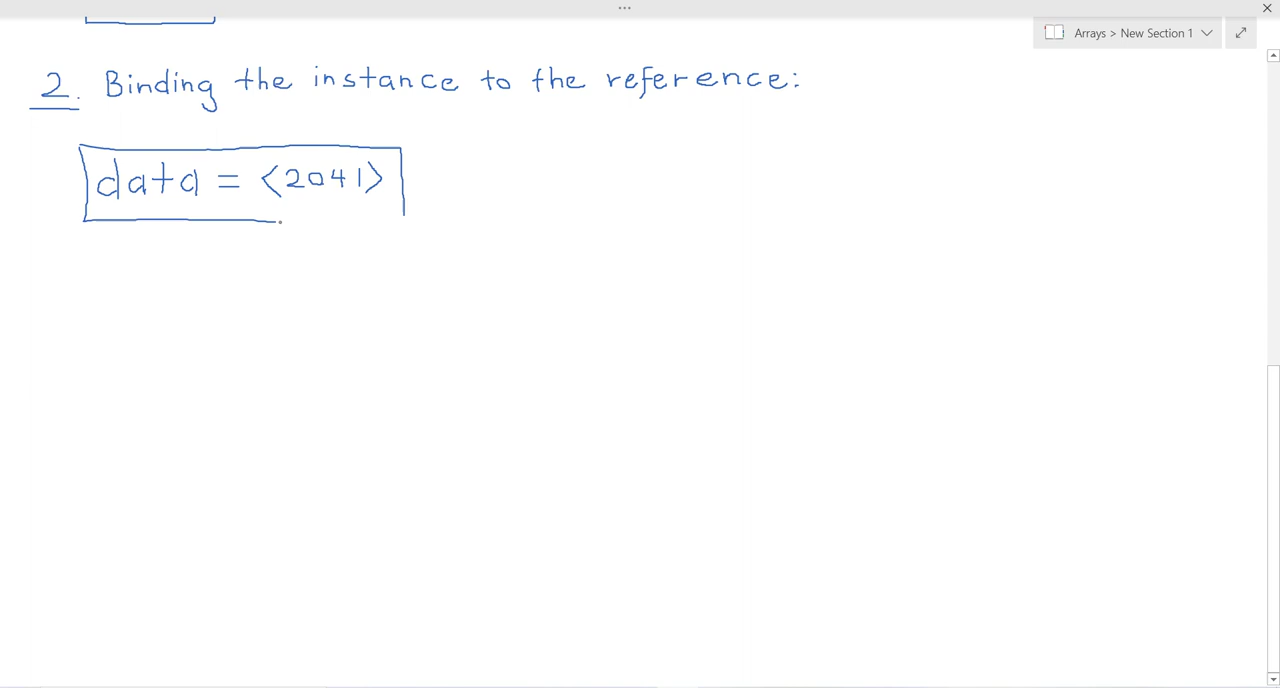 Arrays > New Section 1
2. Binding the instance to the reference:
data = <2041>